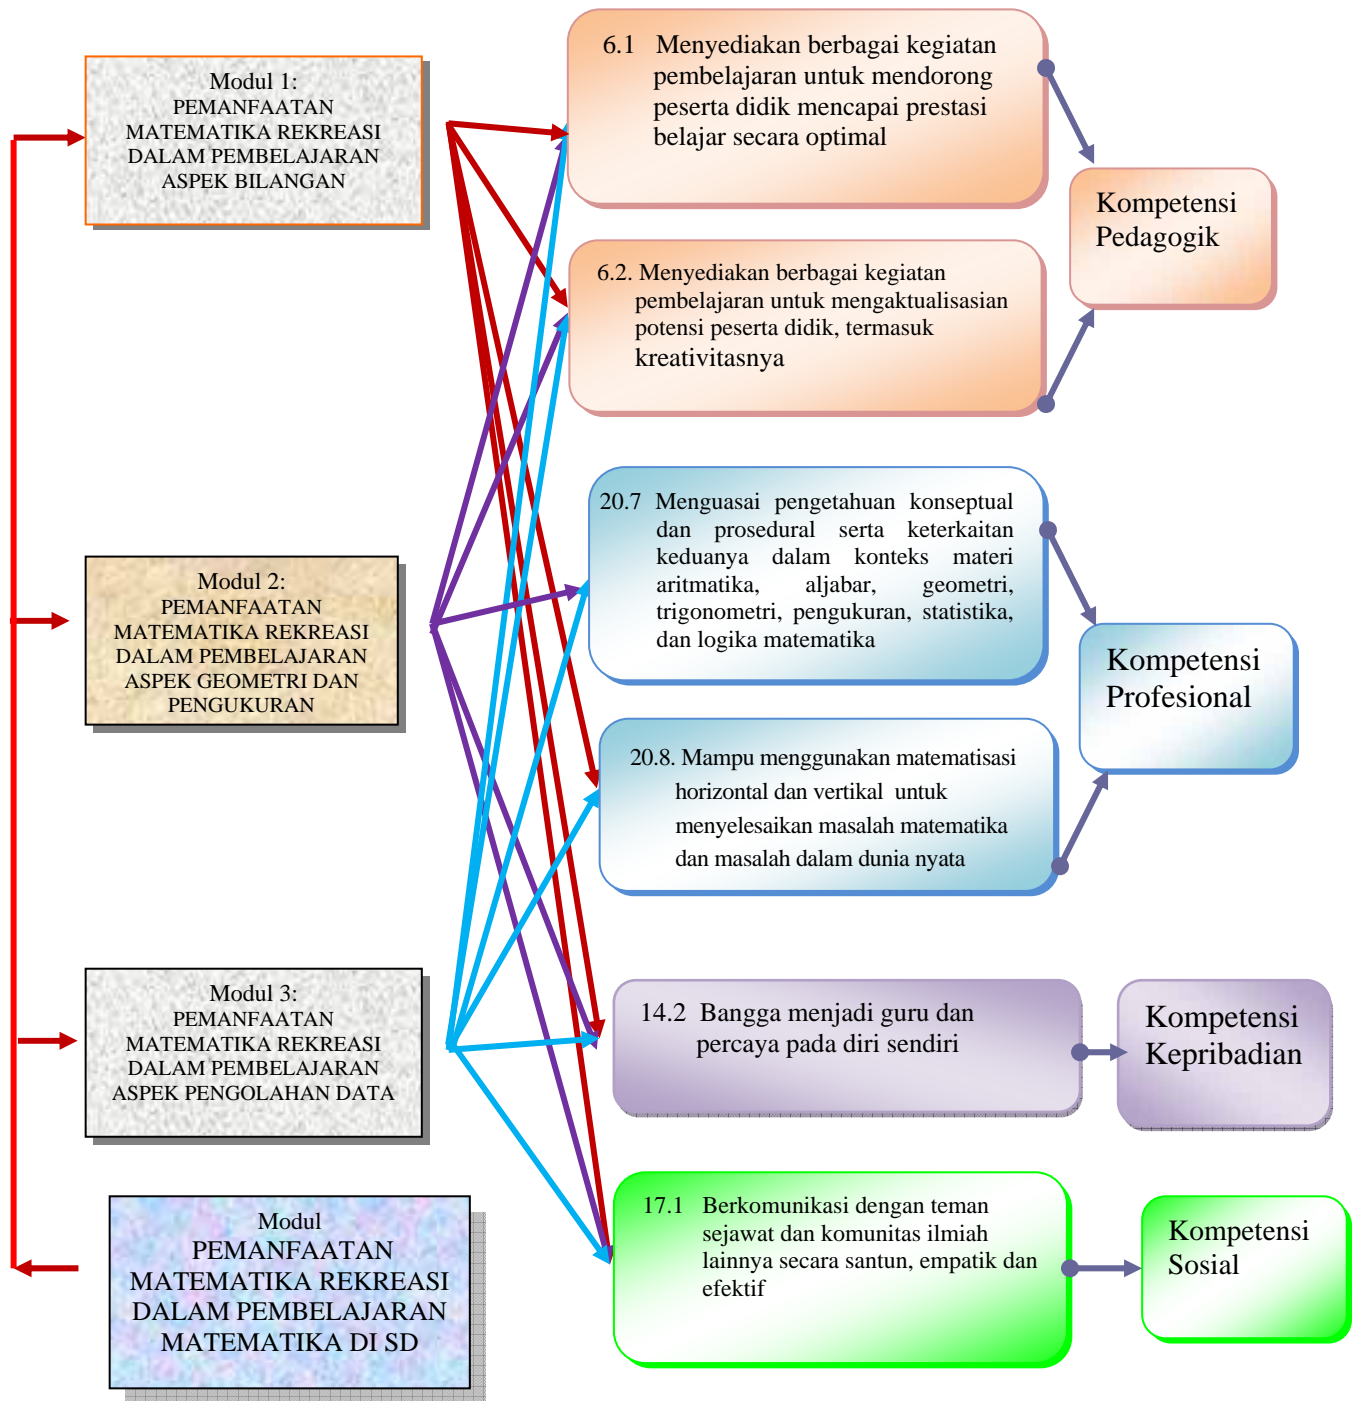 Modul 1:
PEMANFAATAN
MATEMATIKA REKREASI
DALAM PEMBELAJARAN
ASPEK BILANGAN
Modul 2:
PEMANFAATAN
MATEMATIKA REKREASI
DALAM PEMBELAJARAN
ASPEK GEOMETRI DAN
PENGUKURAN
Modul 3:
PEMANFAATAN
MATEMATIKA REKREASI
DALAM PEMBELAJARAN
ASPEK PENGOLAHAN DATA
Modul
PEMANFAATAN
MATEMATIKA REKREASI
DALAM PEMBELAJARAN
MATEMATIKA DI SD
6.1 Menyediakan berbagai kegiatan
pembelajaran untuk mendorong
peserta didik mencapai prestasi
belajar secara optimal
6.2. Menyediakan berbagai kegiatan
pembelajaran untuk mengaktualisasian
potensi peserta didik, termasuk
kreativitasnya
20.7 Menguasai pengetahuan konseptual
dan prosedural serta keterkaitan
keduanya dalam konteks materi
aritmatika, aljabar, geometri,
trigonometri, pengukuran, statistika,
dan logika matematika
20.8. Mampu menggunakan matematisasi
horizontal dan vertikal untuk
menyelesaikan masalah matematika
dan masalah dalam dunia nyata
14.2 Bangga menjadi guru dan
percaya pada diri sendiri
17.1 Berkomunikasi dengan teman
sejawat dan komunitas ilmiah
lainnya secara santun, empatik dan
efektif
Kompetensi
Pedagogik
Kompetensi
Profesional
Kompetensi
Kepribadian
Kompetensi
Sosial